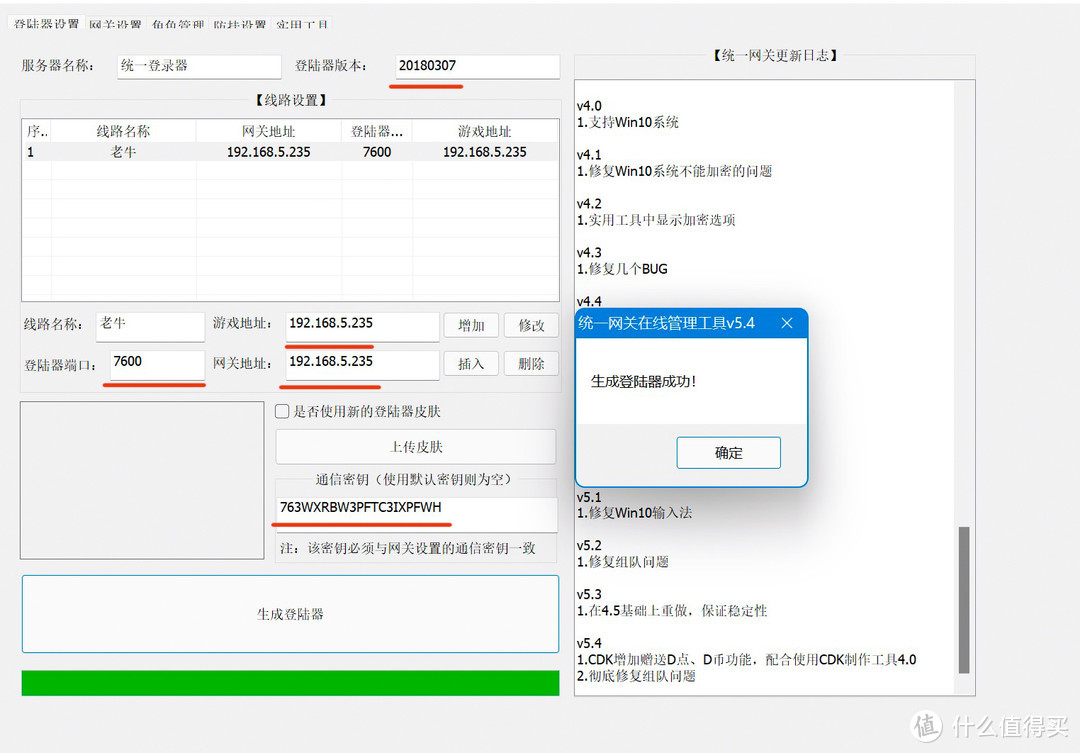 登陆器设置 网关设置 角色管理 防挂设置 实用工具
服务器名称： 统一登录器 登陆器版本： 20180307
【线路设置】
序.. 线路名称 网关地址 登陆器... 游戏地址
1 老牛 192.168.5.235 7600 192.168.5.235
线路名称： 老牛 游戏地址： 192.168.5.235 增加 修改
登陆器端口： 7600 网关地址： 192.168.5.235 插入 删除
是否使用新的登陆器皮肤
上传皮肤
通信密钥（使用默认密钥则为空）
763WXRBW3PFTC3IXPFWH
注：该密钥必须与网关设置的通信密钥一致
生成登陆器
【统一网关更新日志】
v4.0
1.支持Win10系统
v4.1
1.修复Win10系统不能加密的问题
v4.2
1.实用工具中显示加密选项
v4.3
1.修复几个BUG
v4.4
统一网关在线管理工具v5.4
生成登陆器成功！
确定
v5.1
1.修复Win10输入法
v5.2
1.修复组队问题
v5.3
1.在4.5基础上重做，保证稳定性
v5.4
1.CDK增加赠送D点、D币功能，配合使用CDK制作工具4.0
2.彻底修复组队问题
值 什么值得买